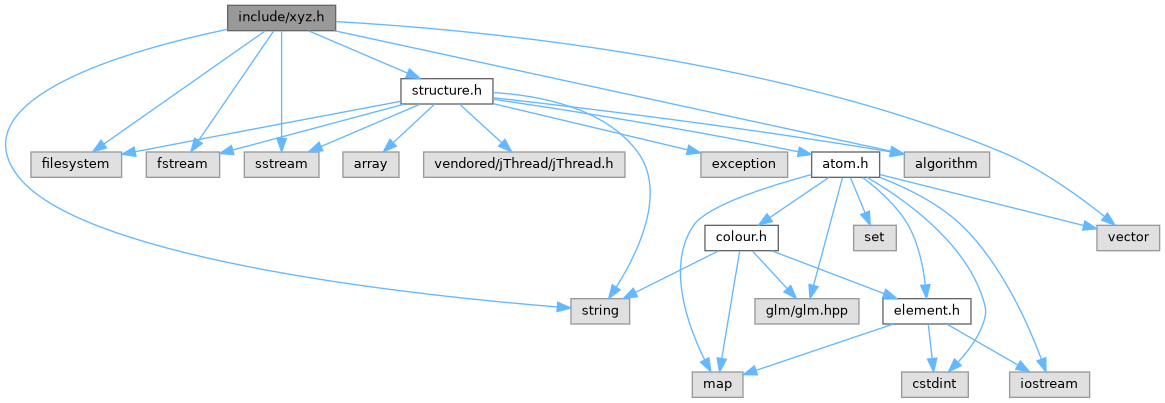 include/xyz.h
structure.h
filesystem
fstream
sstream
array
vendored/jThread/jThread.h
exception
atom.h
algorithm
colour.h
set
vector
string
glm/glm.hpp
element.h
map
cstdint
iostream